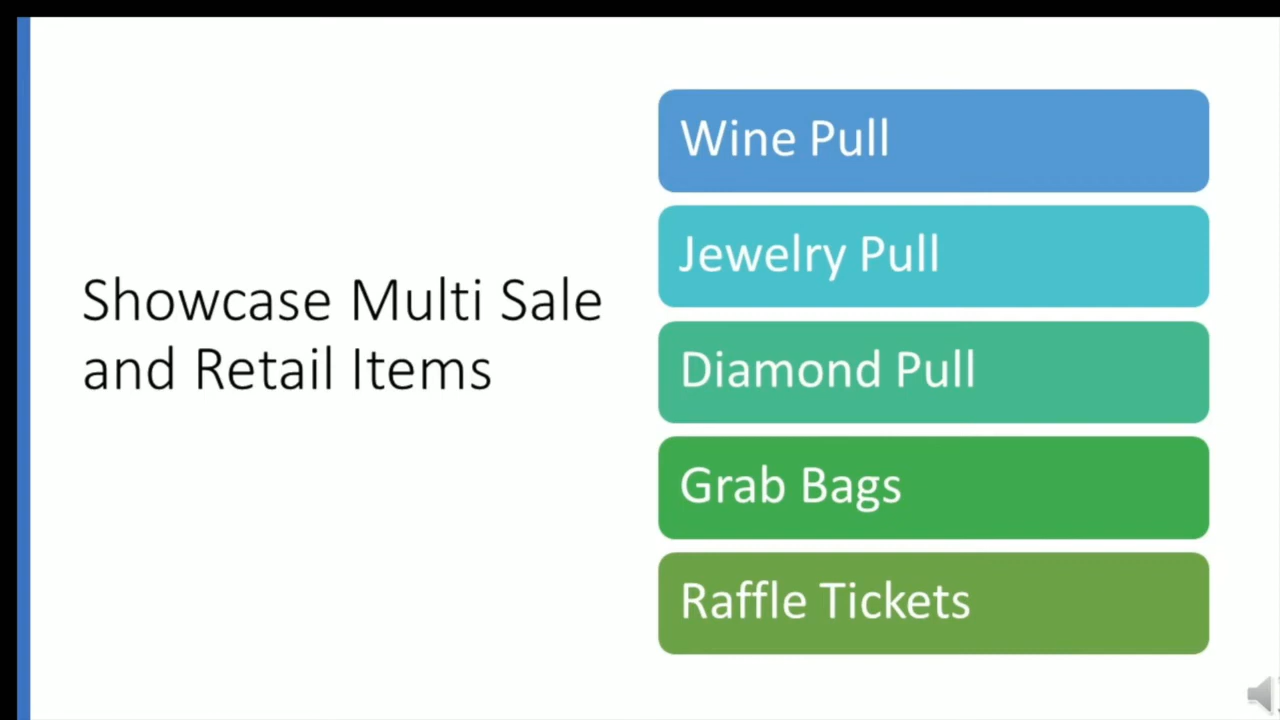 Showcase Multi Sale
and Retail Items
Wine Pull
Jewelry Pull
Diamond Pull
Grab Bags
Raffle Tickets